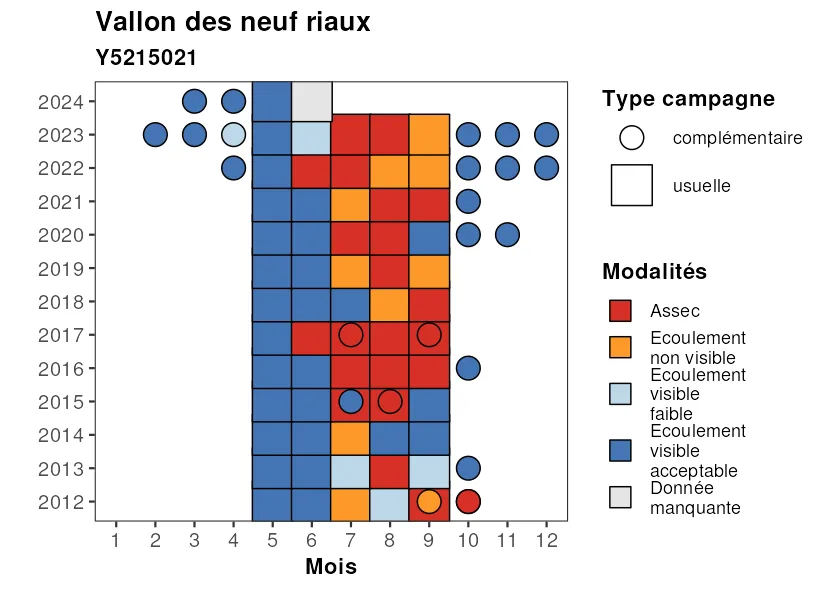 Vallon des neuf riaux
Y5215021
2024
2023
2022
2021
2020
2019
2018
2017
2016
2015
2014
2013
2012
1 2 3 4 5 6 7 8 9 10 11 12
Mois
Type campagne
complémentaire
usuelle
Modalités
Assec
Ecoulement
non visible
Ecoulement
visible
faible
Ecoulement
visible
acceptable
Donnée
manquante